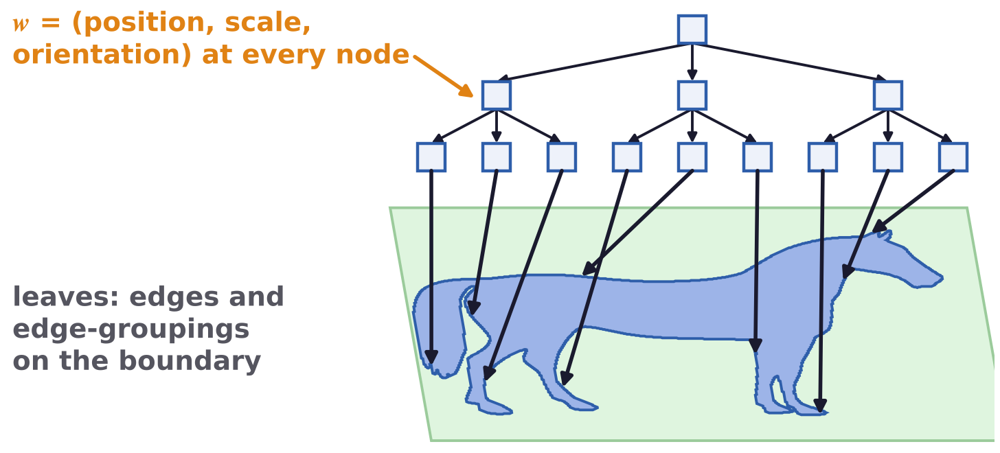 w = (position, scale,
orientation) at every node
leaves: edges and
edge-groupings
on the boundary